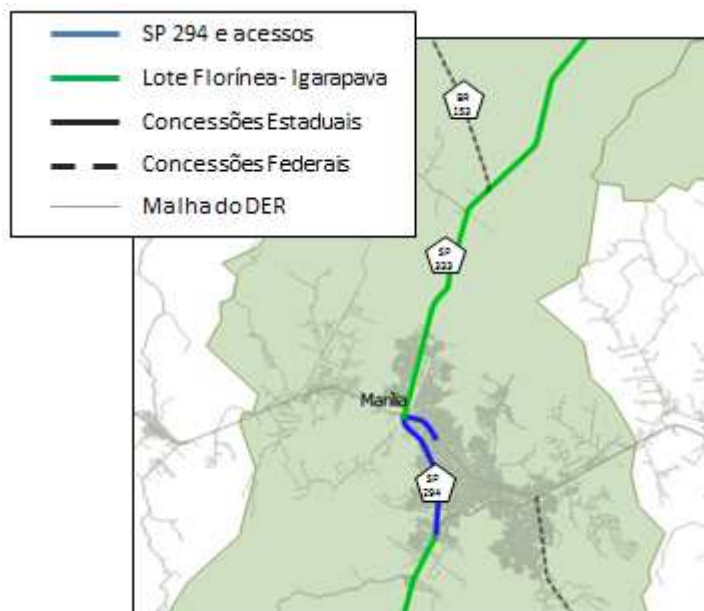 SP 294 e acessos
Lote Florínea- Igarapava
Concessões Estaduais
Concessões Federais
Malha do DER
BR
153
SP
333
Marília
SP
294